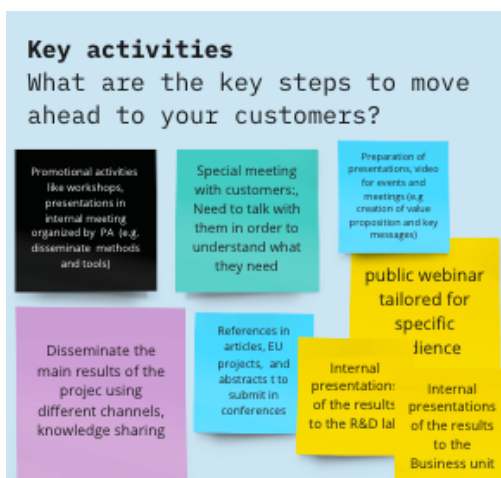 Key activities
What are the key steps to move
ahead to your customers?
Promotional activities
like workshops,
presentations in
internal meeting
organized by PA (e.g.
disseminate methods
and tools)
Special meeting
with customers:,
Need to talk with
them in order to
understand what
they need
Preparation of
presentations, video
for events and
meetings (e.g
creation of value
proposition and key
messages)
public webinar
tailored for
specific
dience
Disseminate the
main results of the
projec using
different channels,
knowledge sharing
References in
articles, EU
projects, and
abstracts t to
submit in
conferences
Internal
presentations
of the results
to the R&D lab
Internal
presentations
of the results
to the
Business unit